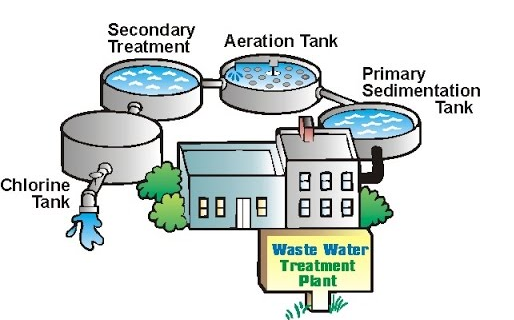 Secondary
Treatment
Aeration Tank
Primary
Sedimentation
Tank
Chlorine
Tank
Waste Water
Treatment
Plant